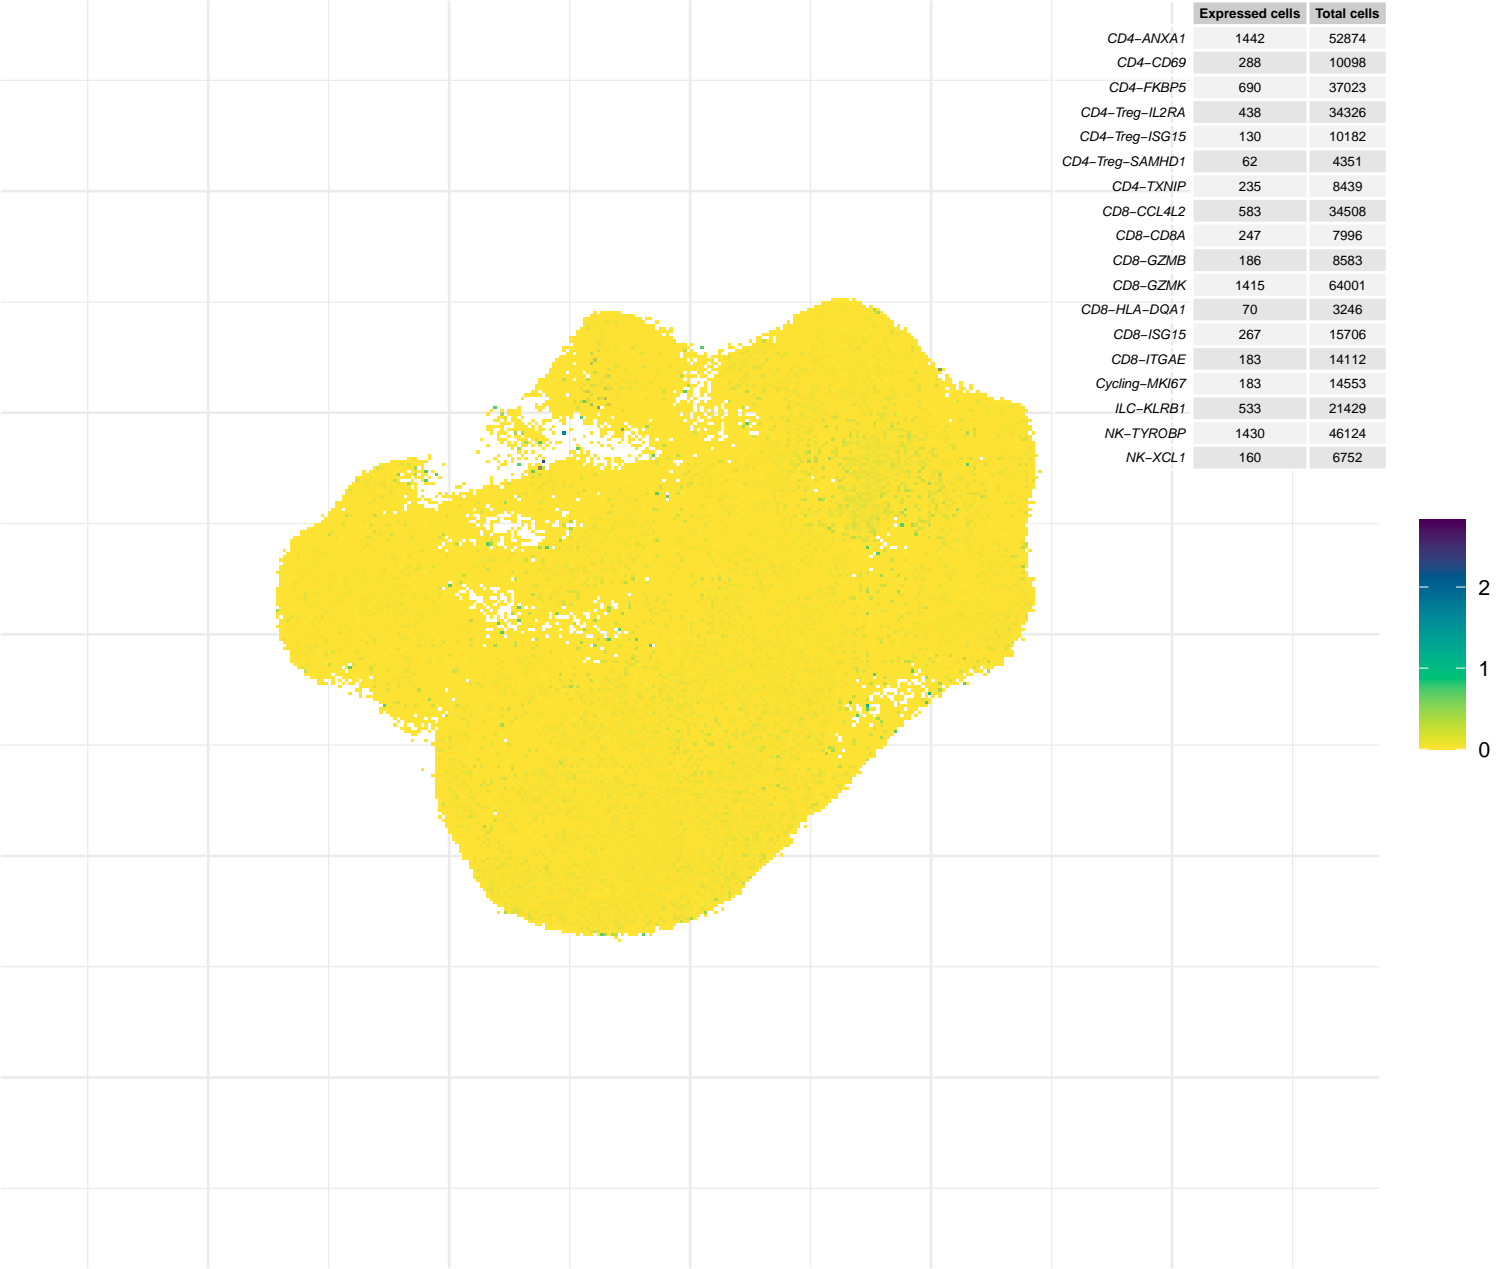 Expressed cells Total cells
CD4−ANXA1 1442 52874
CD4−CD69 288 10098
CD4−FKBP5 690 37023
CD4−Treg−IL2RA 438 34326
CD4−Treg−ISG15 130 10182
CD4−Treg−SAMHD1 62 4351
CD4−TXNIP 235 8439
CD8−CCL4L2 583 34508
CD8−CD8A 247 7996
CD8−GZMB 186 8583
CD8−GZMK 1415 64001
CD8−HLA−DQA1 70 3246
CD8−ISG15 267 15706
CD8−ITGAE 183 14112
Cycling−MKI67 183 14553
ILC−KLRB1 533 21429
NK−TYROBP 1430 46124
NK−XCL1 160 6752
2
1
0